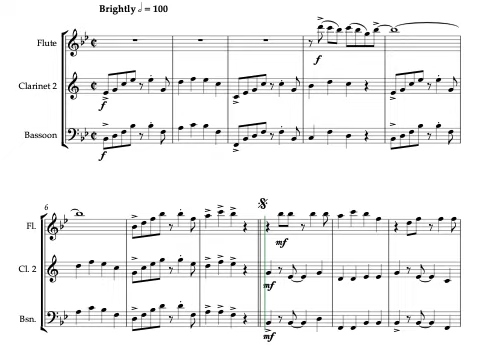 Brightly 𝅗𝅥 = 100
Flute
f
Clarinet 2
f
Bassoon
f
6
Fl.
mf
Cl. 2
mf
Bsn.
mf